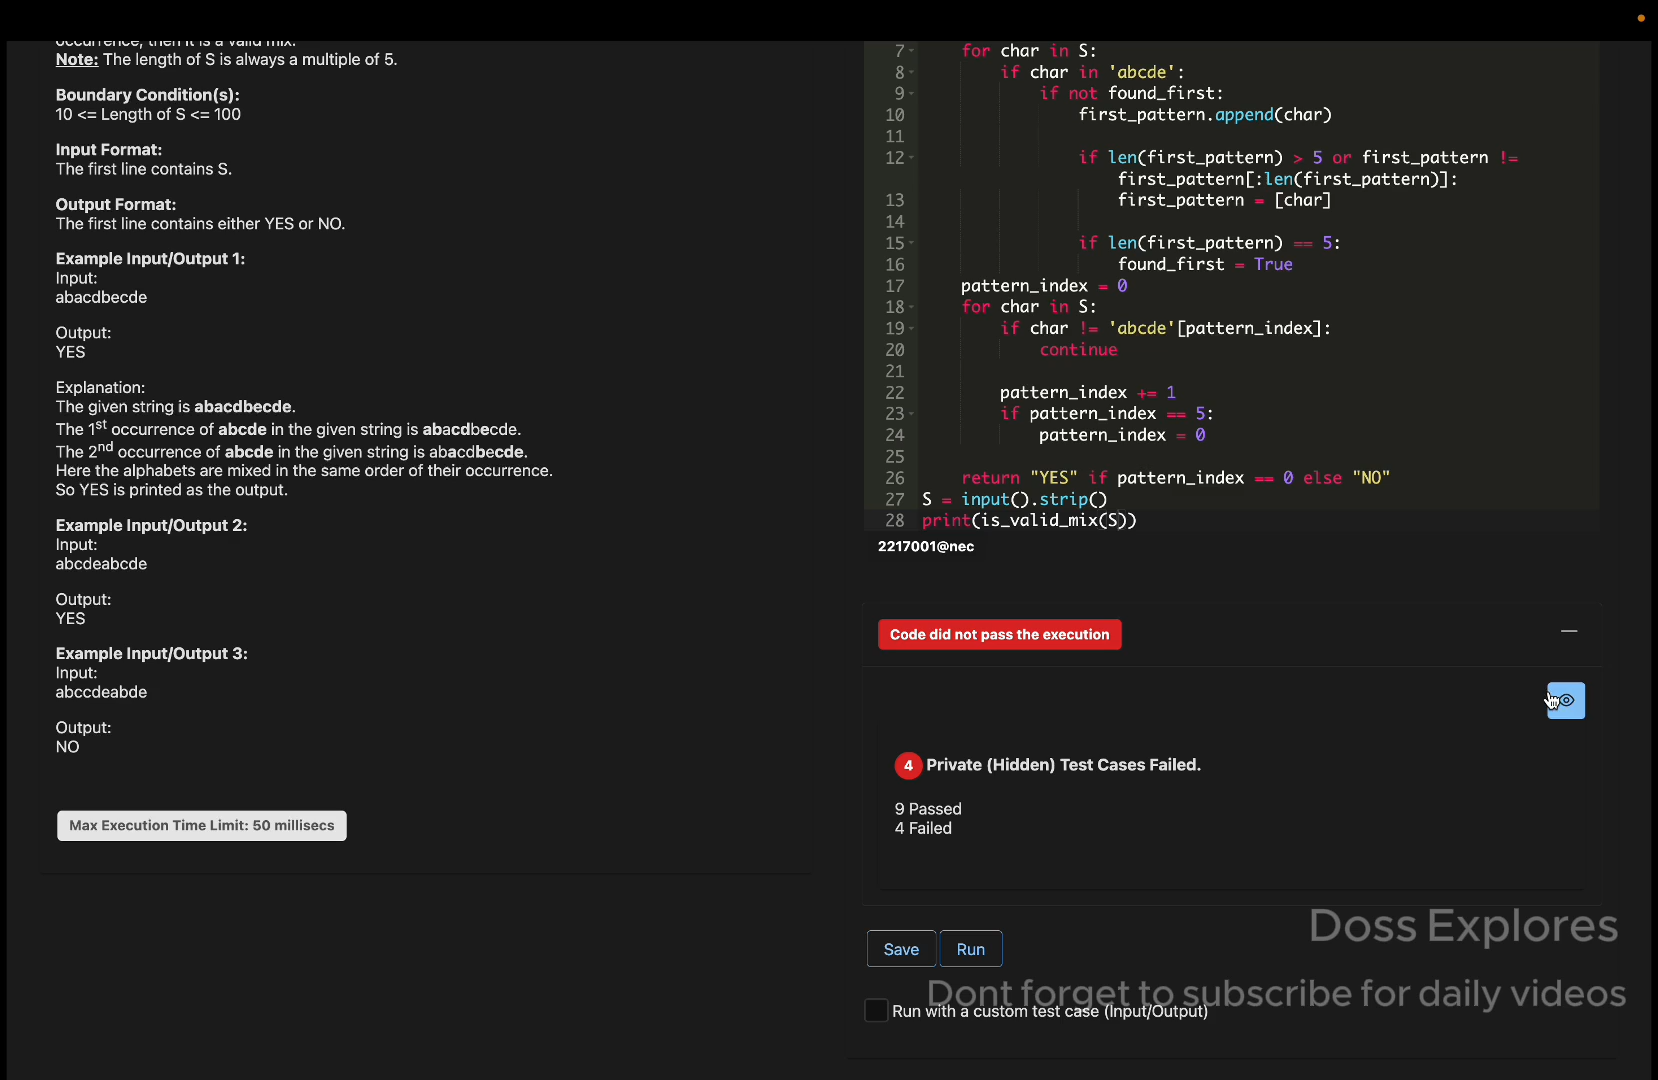 occurrence, then it is a valid mix.
Note: The length of S is always a multiple of 5.
Boundary Condition(s):
10 <= Length of S <= 100
Input Format:
The first line contains S.
Output Format:
The first line contains either YES or NO.
Example Input/Output 1:
Input:
abacdbecde
Output:
YES
Explanation:
The given string is abacdbecde.
The 1st occurrence of abcde in the given string is abacdbecde.
The 2nd occurrence of abcde in the given string is abacdbecde.
Here the alphabets are mixed in the same order of their occurrence.
So YES is printed as the output.
Example Input/Output 2:
Input:
abcdeabcde
Output:
YES
Example Input/Output 3:
Input:
abccdeabde
Output:
NO
Max Execution Time Limit: 50 millisecs
7 for char in S:
8 if char in 'abcde':
9 if not found_first:
10 first_pattern.append(char)
11
12 if len(first_pattern) > 5 or first_pattern !=
first_pattern[:len(first_pattern)]:
13 first_pattern = [char]
14
15 if len(first_pattern) == 5:
16 found_first = True
17 pattern_index = 0
18 for char in S:
19 if char != 'abcde'[pattern_index]:
20 continue
21
22 pattern_index += 1
23 if pattern_index == 5:
24 pattern_index = 0
25
26 return "YES" if pattern_index == 0 else "NO"
27 S = input().strip()
28 print(is_valid_mix(S))
2217001@nec
Code did not pass the execution
4 Private (Hidden) Test Cases Failed.
9 Passed
4 Failed
Doss Explores
Save Run
Dont forget to subscribe for daily videos
Run with a custom test case (Input/Output)